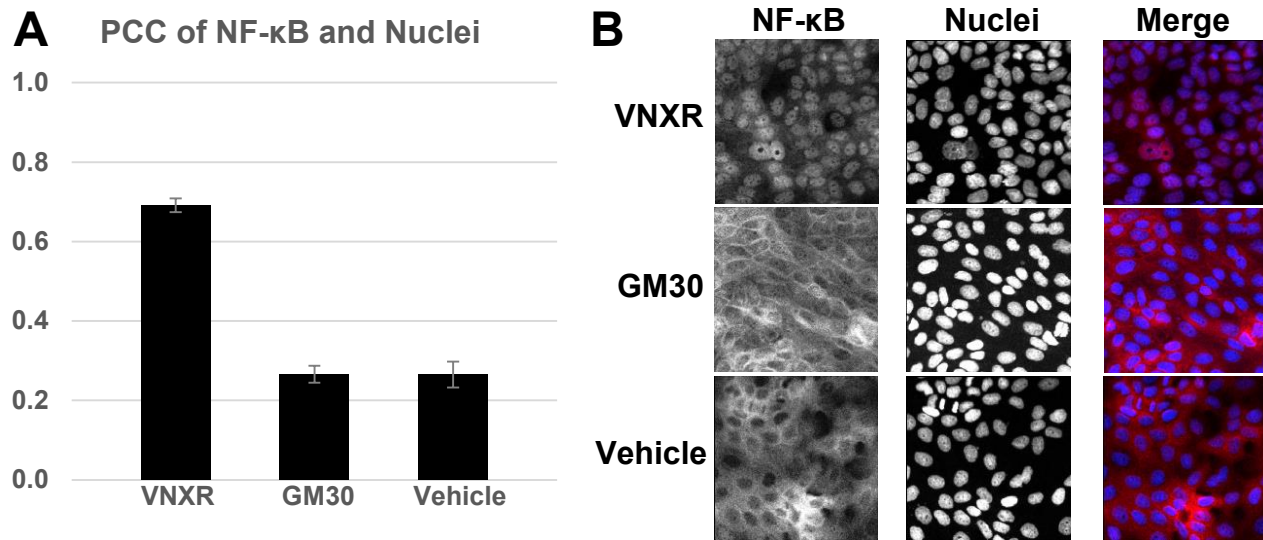 A
PCC of NF-κB and Nuclei
1.0
0.8
0.6
0.4
0.2
0.0
VNXR GM30 Vehicle
B
NF-κB Nuclei Merge
VNXR
GM30
Vehicle